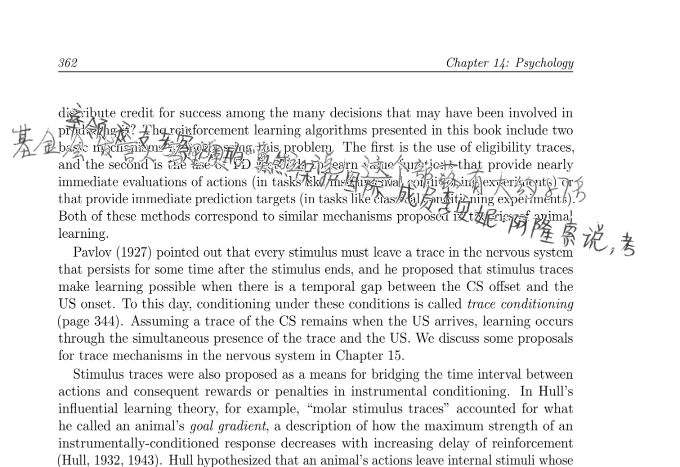 362 Chapter 14: Psychology
distribute credit for success among the many decisions that may have been involved in
producing it? The reinforcement learning algorithms presented in this book include two
basic mechanisms for addressing this problem. The first is the use of eligibility traces,
and the second is the use of TD to learn value functions that provide nearly
immediate evaluations of actions (in tasks like instrumental conditioning experiments) or
that provide immediate prediction targets (in tasks like classical conditioning experiments).
Both of these methods correspond to similar mechanisms proposed in theories of animal
learning.
基金会发言人
这个部落有大约
阿隆索说,考
Pavlov (1927) pointed out that every stimulus must leave a trace in the nervous system
that persists for some time after the stimulus ends, and he proposed that stimulus traces
make learning possible when there is a temporal gap between the CS offset and the
US onset. To this day, conditioning under these conditions is called trace conditioning
(page 344). Assuming a trace of the CS remains when the US arrives, learning occurs
through the simultaneous presence of the trace and the US. We discuss some proposals
for trace mechanisms in the nervous system in Chapter 15.
Stimulus traces were also proposed as a means for bridging the time interval between
actions and consequent rewards or penalties in instrumental conditioning. In Hull's
influential learning theory, for example, "molar stimulus traces" accounted for what
he called an animal's goal gradient, a description of how the maximum strength of an
instrumentally-conditioned response decreases with increasing delay of reinforcement
(Hull, 1932, 1943). Hull hypothesized that an animal's actions leave internal stimuli whose